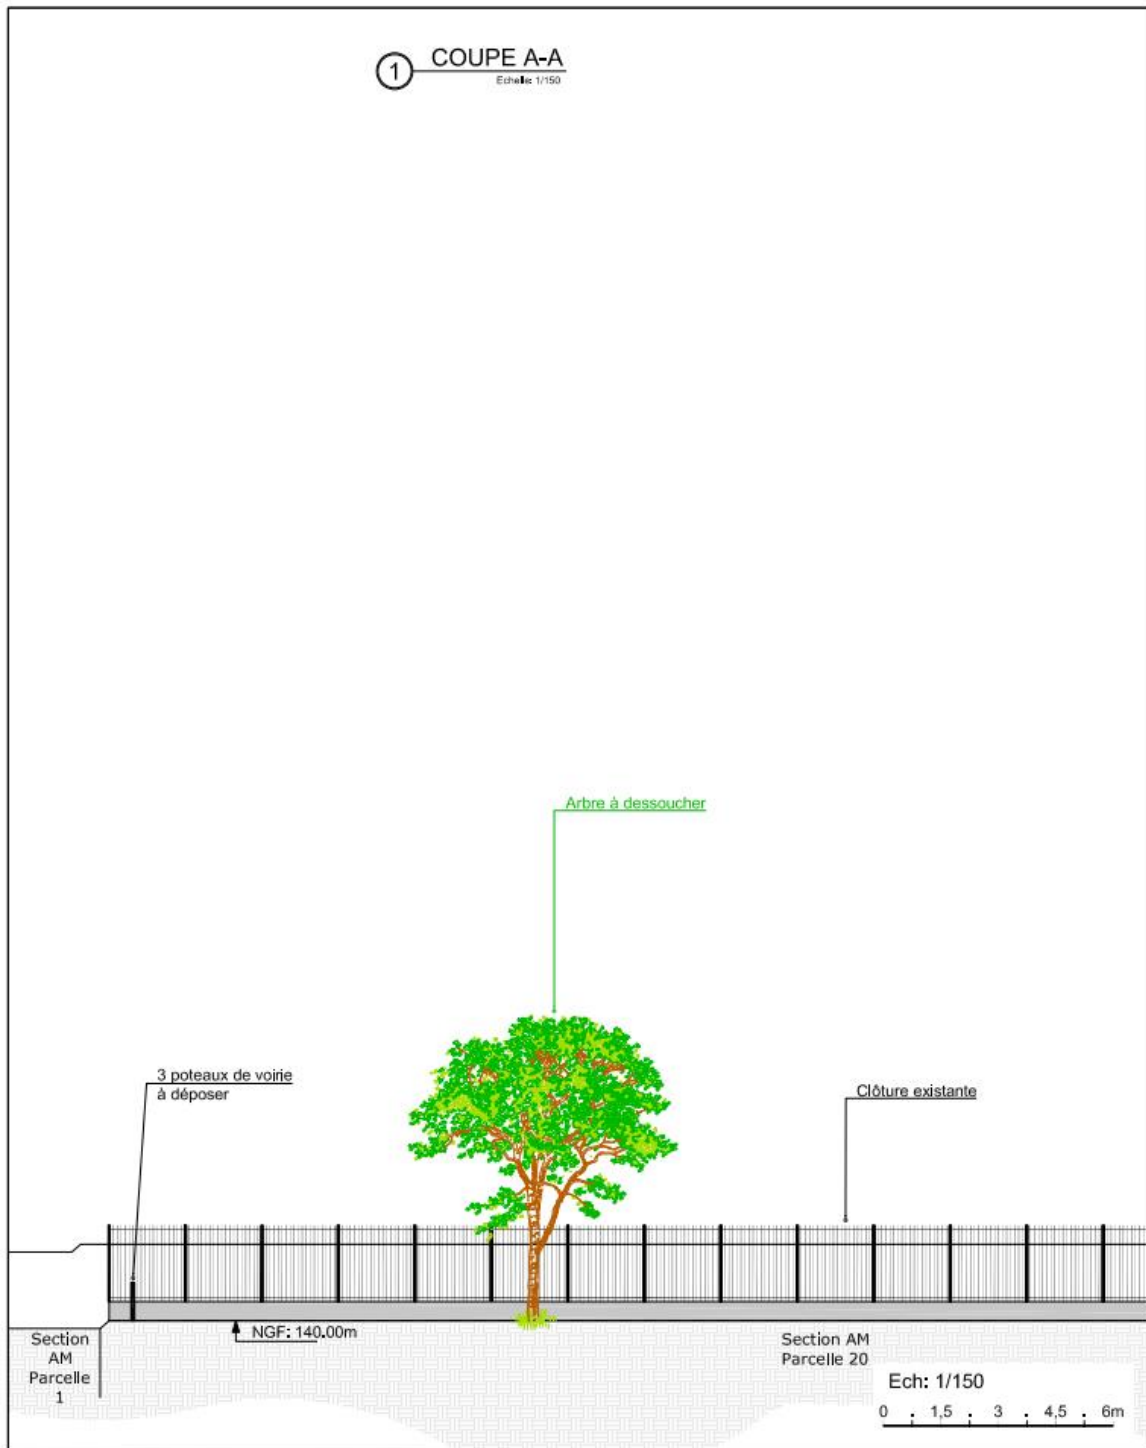 1
COUPE A-A
Echelle: 1/150
Arbre à dessoucher
3 poteaux de voirie
à déposer
Clôture existante
NGF: 140.00m
Section
AM
Parcelle
1
Section AM
Parcelle 20
Ech: 1/150
0 . 1,5 . 3 . 4,5 . 6m